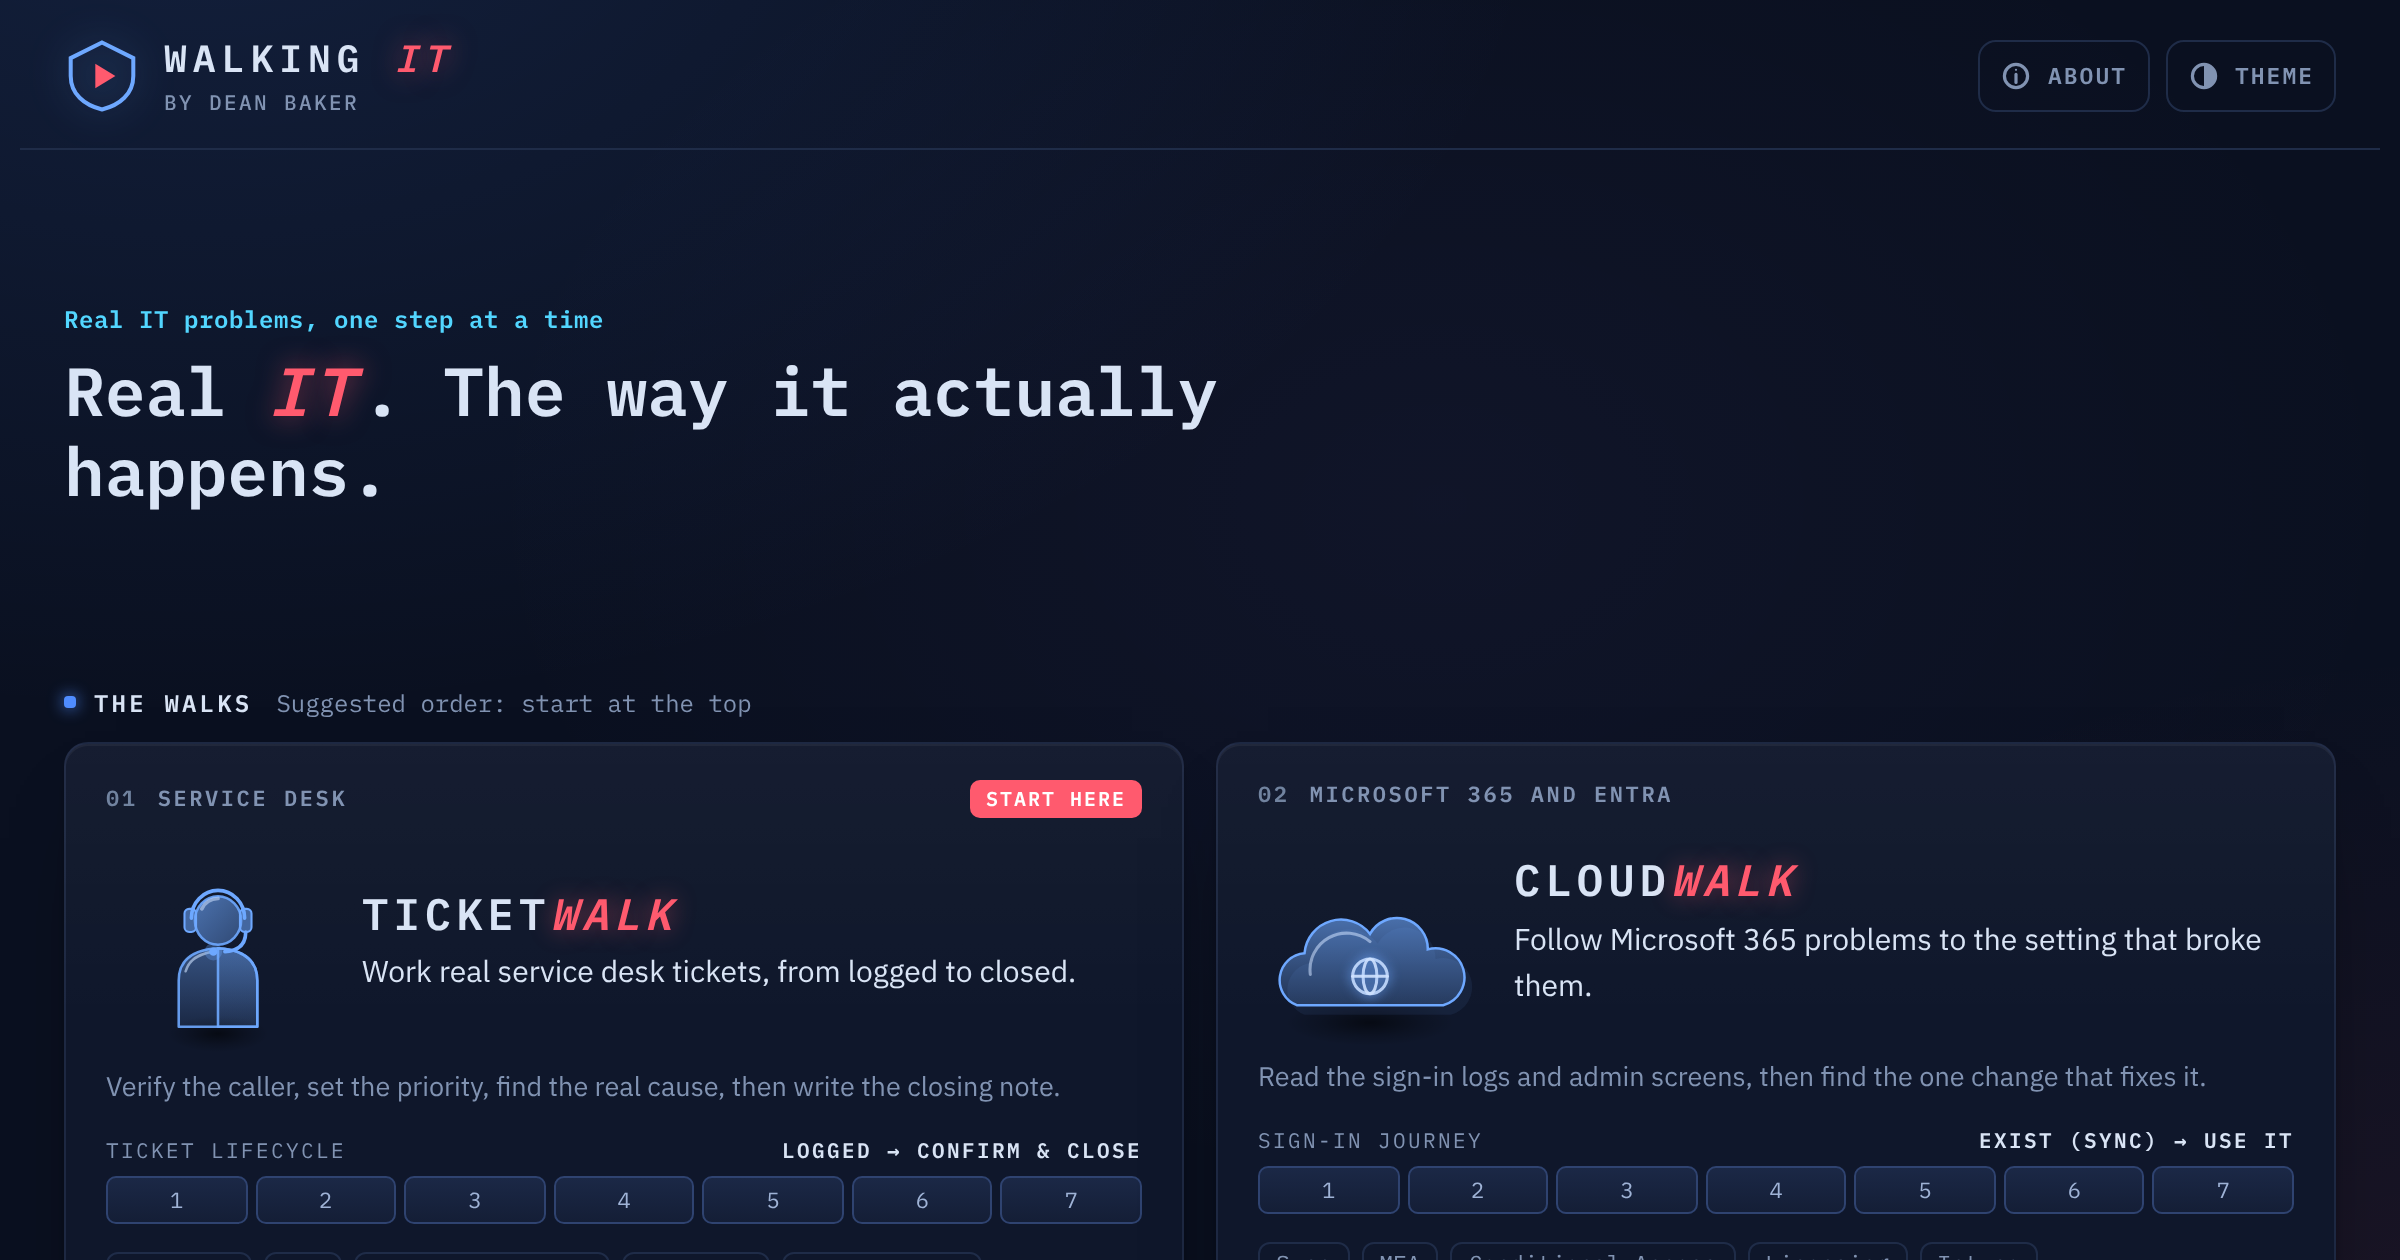 WALKING IT
BY DEAN BAKER
ABOUT
THEME
Real IT problems, one step at a time
Real IT. The way it actually
happens.
THE WALKS Suggested order: start at the top
01 SERVICE DESK
START HERE
TICKETWALK
Work real service desk tickets, from logged to closed.
Verify the caller, set the priority, find the real cause, then write the closing note.
TICKET LIFECYCLE
LOGGED → CONFIRM & CLOSE
1 2 3 4 5 6 7
02 MICROSOFT 365 AND ENTRA
CLOUDWALK
Follow Microsoft 365 problems to the setting that broke
them.
Read the sign-in logs and admin screens, then find the one change that fixes it.
SIGN-IN JOURNEY
EXIST (SYNC) → USE IT
1 2 3 4 5 6 7
MFA Conditional Access Licensing